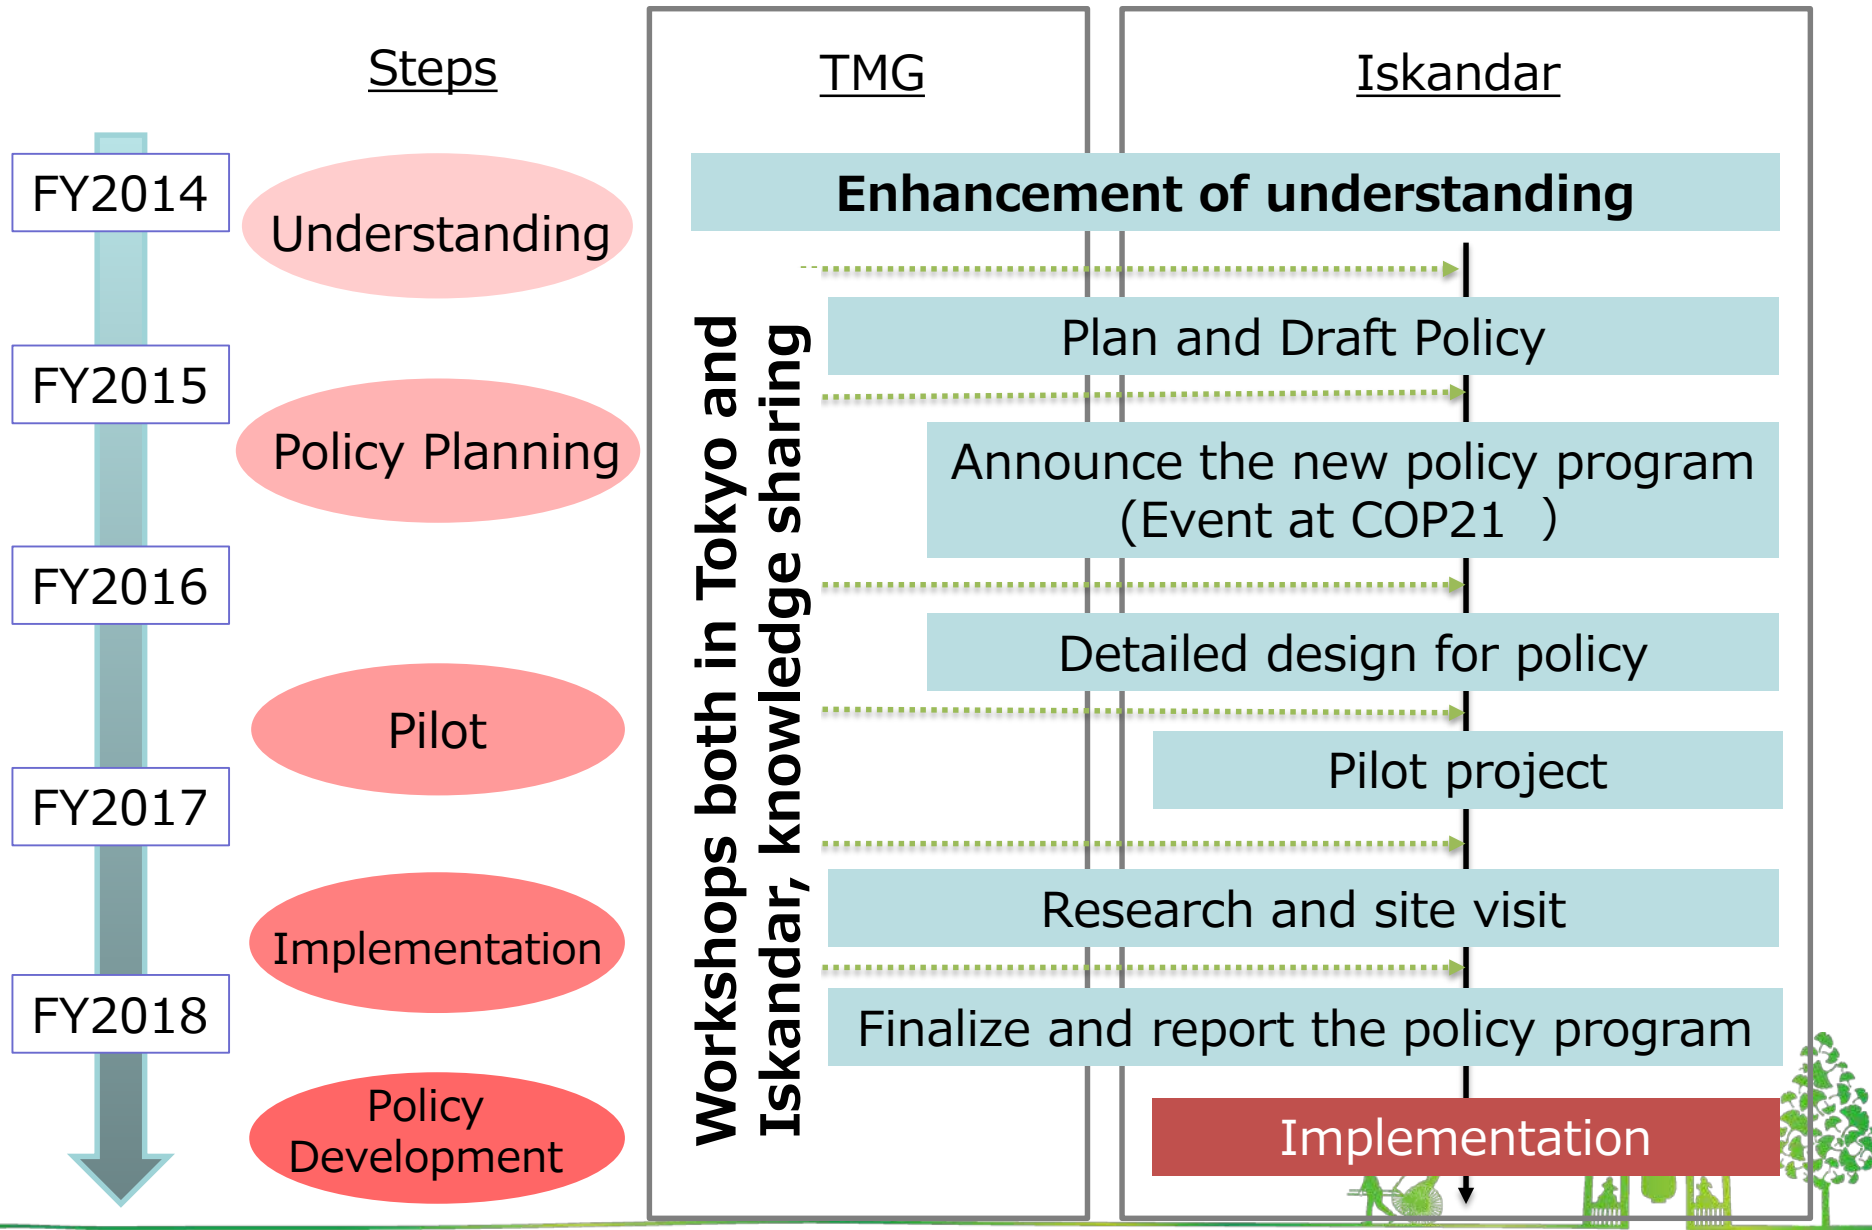 Steps
TMG
Iskandar
FY2014
Understanding
Enhancement of understanding
Plan and Draft Policy
FY2015
Policy Planning
Announce the new policy program
(Event at COP21 )
FY2016
Detailed design for policy
Pilot
Pilot project
FY2017
Implementation
Research and site visit
FY2018
Finalize and report the policy program
Policy
Development
Implementation
Workshops both in Tokyo and
Iskandar, knowledge sharing